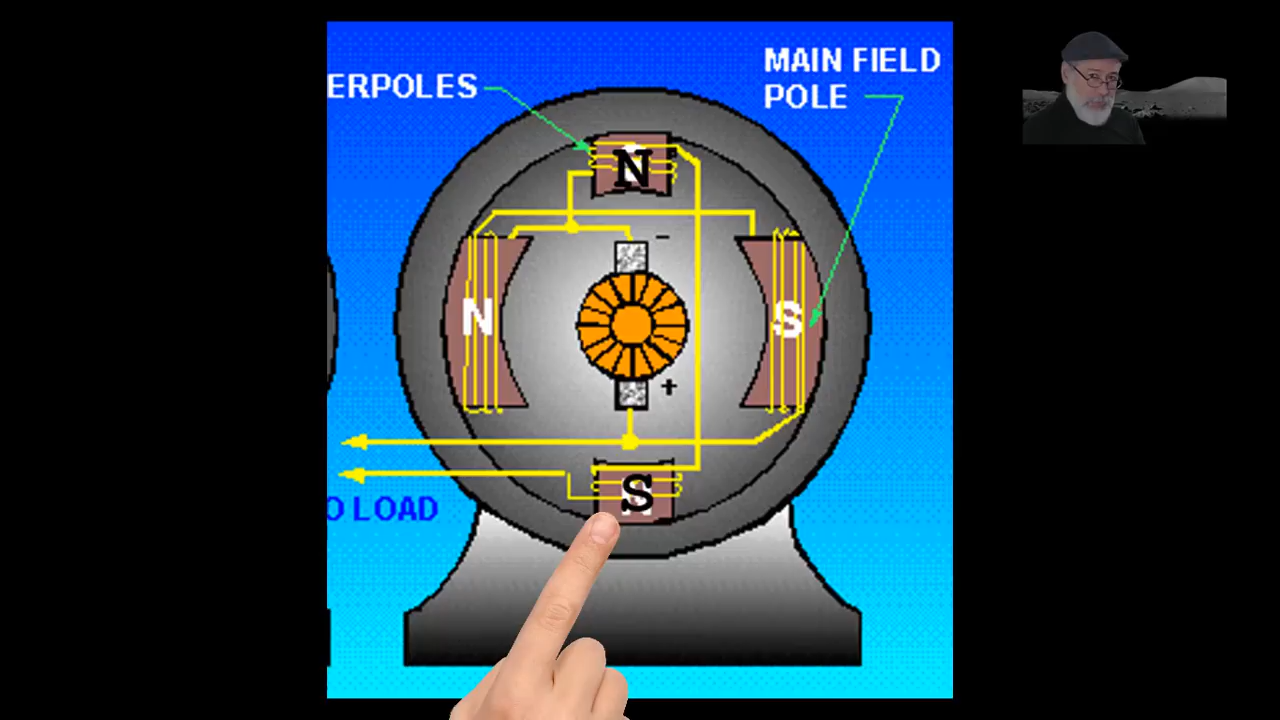 ERPOLES
MAIN FIELD
POLE
N
-
N
S
+
S
O LOAD